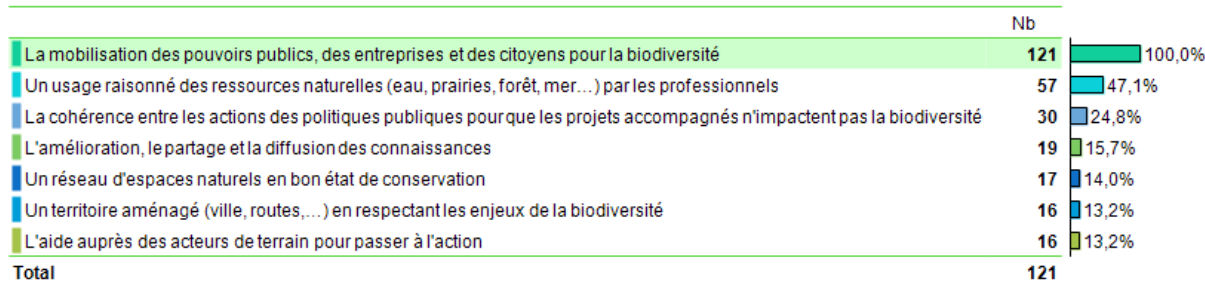 Nb
La mobilisation des pouvoirs publics, des entreprises et des citoyens pour la biodiversité 121 100,0%
Un usage raisonné des ressources naturelles (eau, prairies, forêt, mer…) par les professionnels 57 47,1%
La cohérence entre les actions des politiques publiques pour que les projets accompagnés n'impactent pas la biodiversité 30 24,8%
L'amélioration, le partage et la diffusion des connaissances 19 15,7%
Un réseau d'espaces naturels en bon état de conservation 17 14,0%
Un territoire aménagé (ville, routes,…) en respectant les enjeux de la biodiversité 16 13,2%
L'aide auprès des acteurs de terrain pour passer à l'action 16 13,2%
Total 121